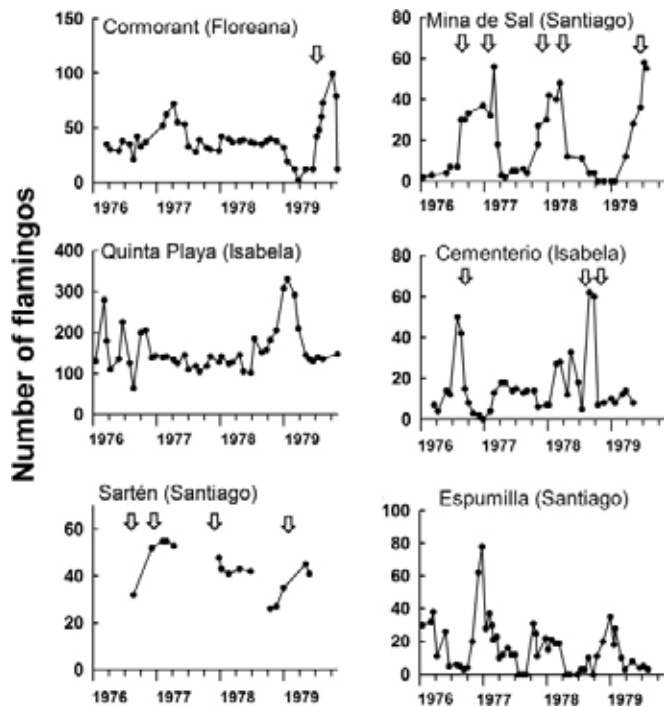 Number of flamingos
Cormorant (Floreana)
150
100
50
0
1976 1977 1978 1979
Mina de Sal (Santiago)
80
60
40
20
0
1976 1977 1978 1979
Quinta Playa (Isabela)
400
300
200
100
0
1976 1977 1978 1979
Cementerio (Isabela)
80
60
40
20
0
1976 1977 1978 1979
Sartén (Santiago)
60
40
20
0
1976 1977 1978 1979
Espumilla (Santiago)
100
80
60
40
20
0
1976 1977 1978 1979